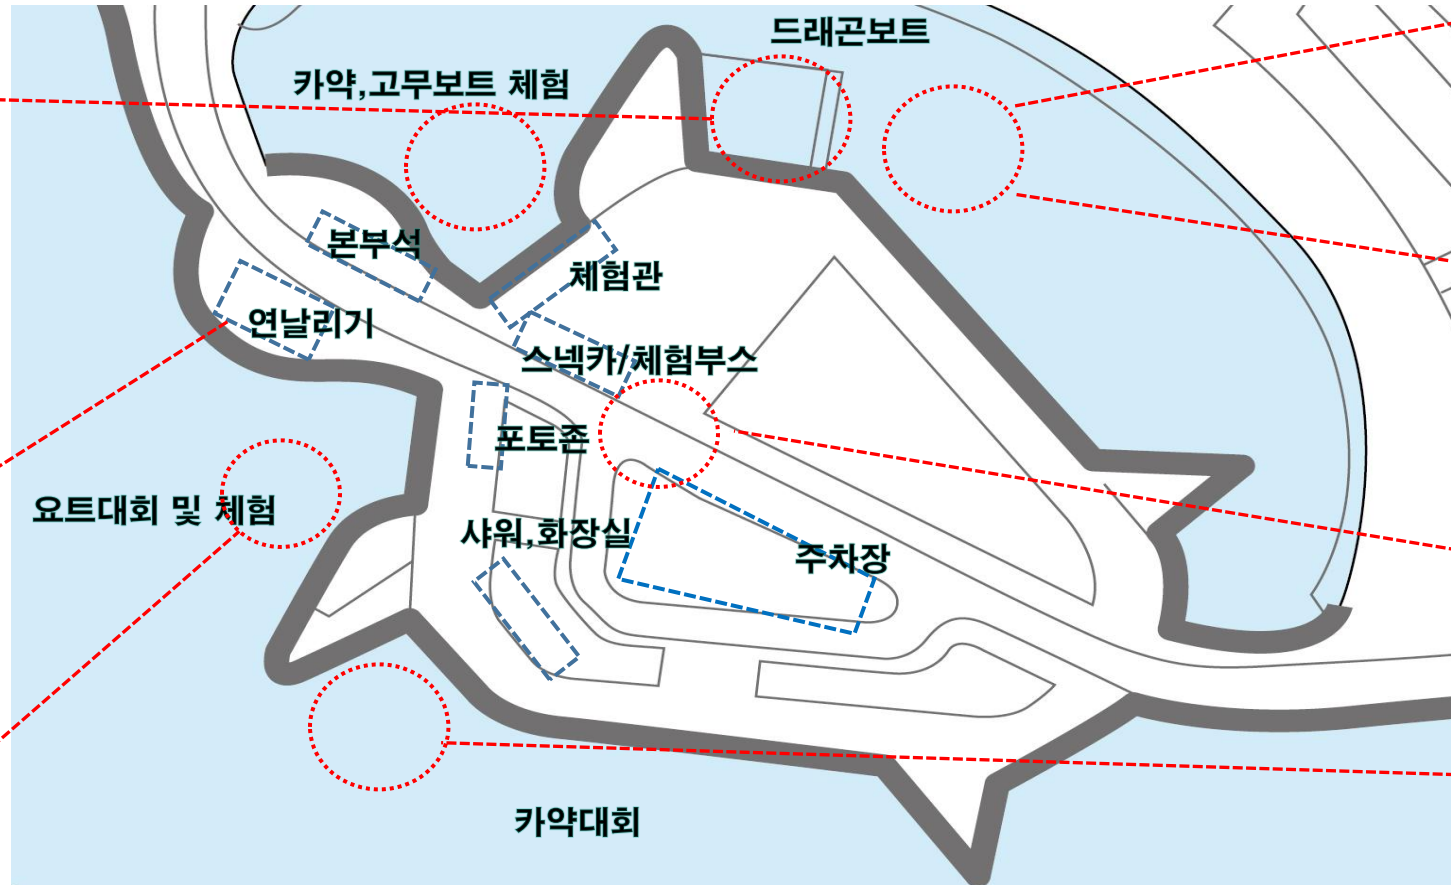 드래곤보트
카약,고무보트 체험
본부석
체험관
연날리기
스넥카/체험부스
포토존
요트대회 및 체험
샤워,화장실
주차장
카약대회